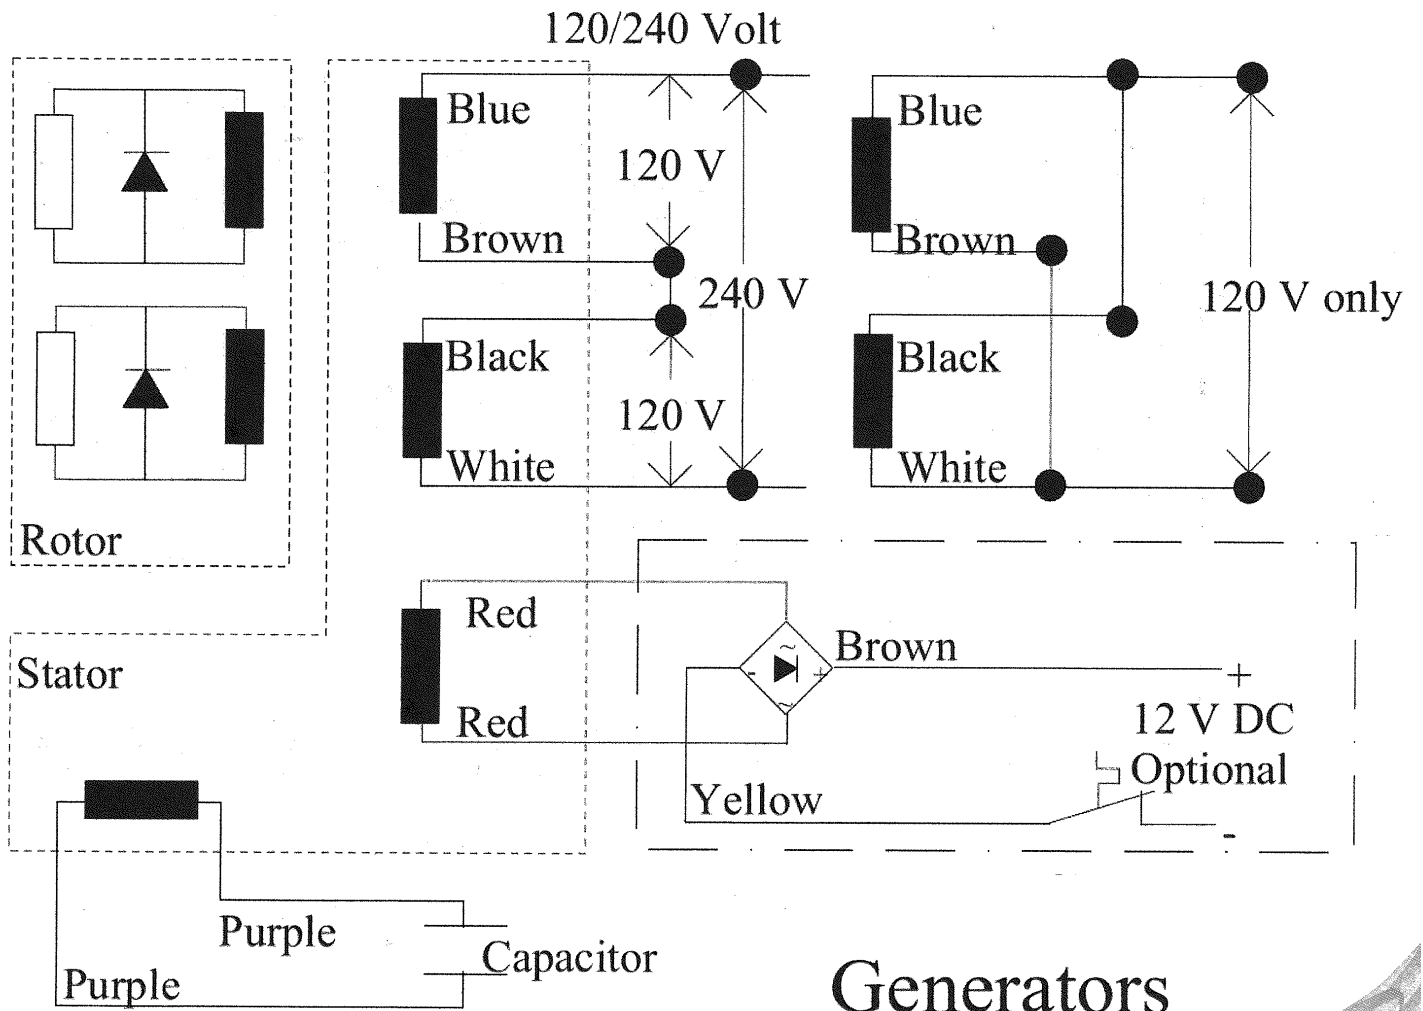 120/240 Volt
Blue
120 V
Brown
240 V
Black
120 V
White
Blue
Brown
120 V only
Black
White
Rotor
Stator
Red
Red
~
- +
~
Brown
+
12 V DC
Optional
Yellow
-
Purple
Capacitor
Purple
Generators